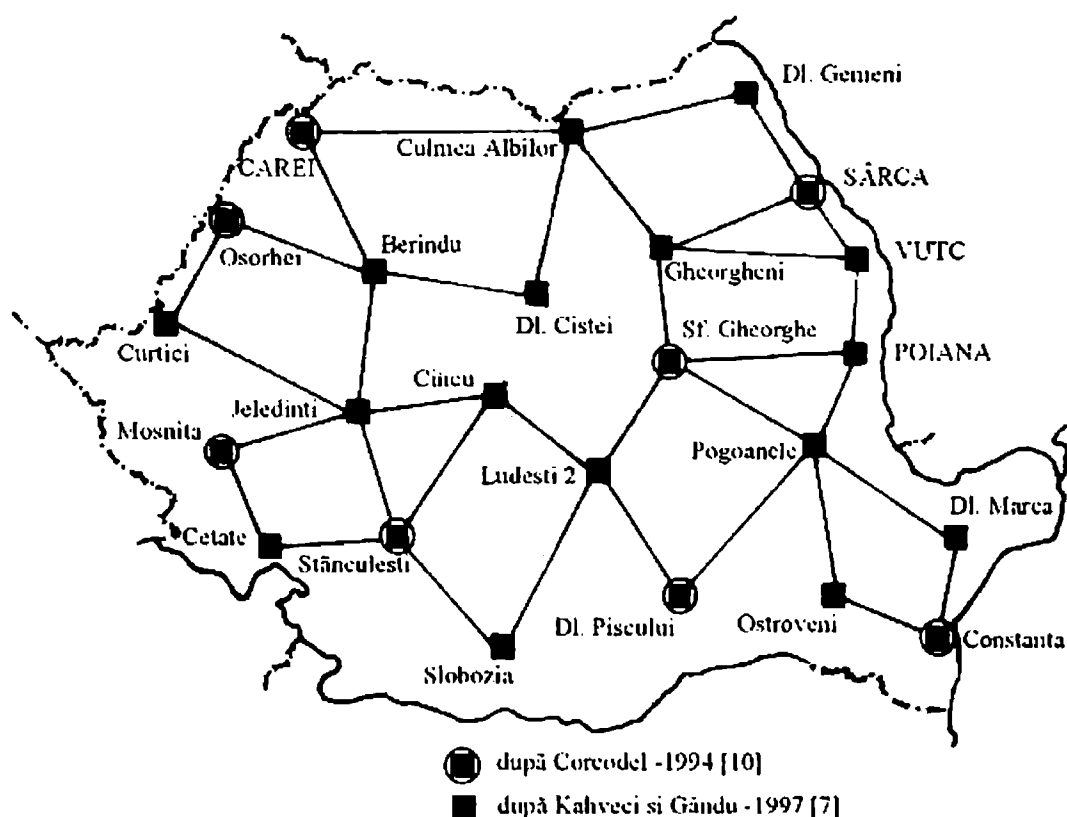 Dl. Gemeni
Culmea Albilor
CAREI
SÂRCA
Osorhei
Berindu
Gheorgheni
VUTC
Dl. Cistei
Sf. Gheorghe
Curtici
POIANA
Cincu
Jeledinti
Mosnita
Ludesti 2
Pogoanele
Dl. Marca
Cetate
Stănculesti
Dl. Piscului
Ostroveni
Constanta
Slobozia
după Corcodel -1994 [10]
după Kahveci si Gându -1997 [7]